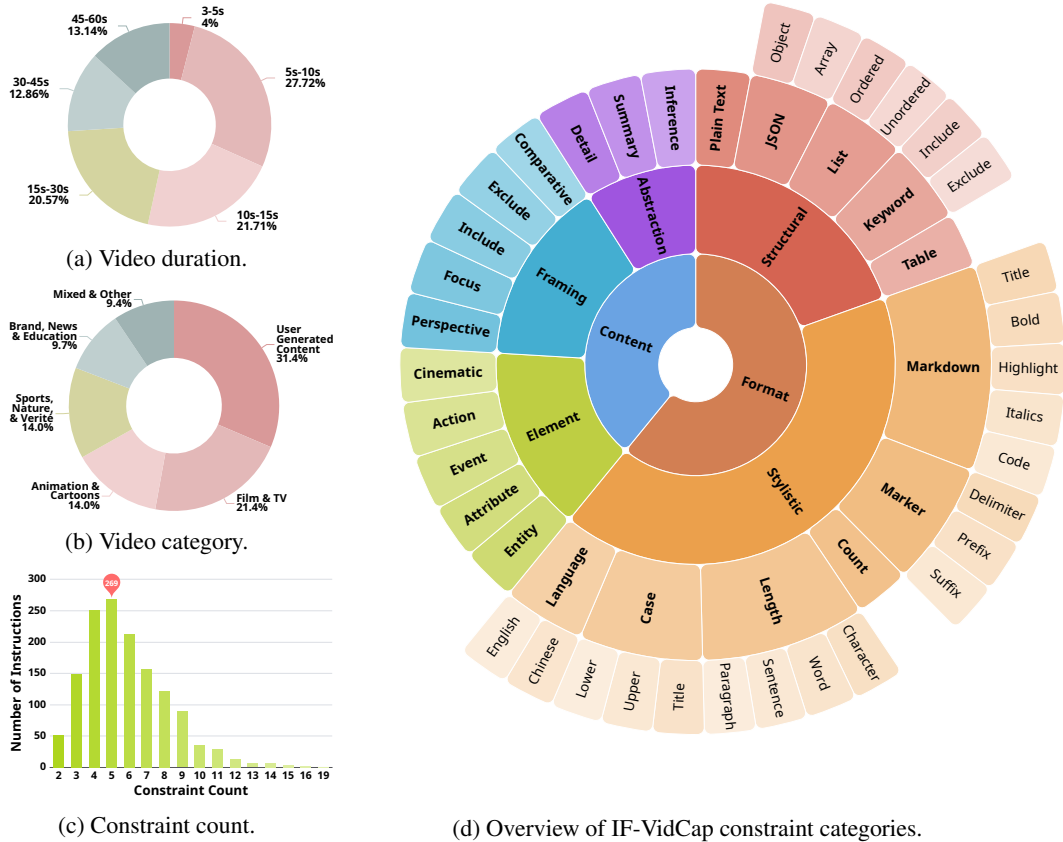 45-60s
13.14%
3-5s
4%
5s-10s
27.72%
30-45s
12.86%
15s-30s
20.57%
10s-15s
21.71%
(a) Video duration.
Mixed & Other
9.4%
Brand, News
& Education
9.7%
User
Generated
Content
31.4%
Sports,
Nature,
& Verité
14.0%
Animation &
Cartoons
14.0%
Film & TV
21.4%
(b) Video category.
Number of Instructions
300
250
200
150
100
50
0
269
2 3 4 5 6 7 8 9 10 11 12 13 14 15 16 19
Constraint Count
(c) Constraint count.
Content
Format
Abstraction
Framing
Element
Structural
Stylistic
Inference
Summary
Detail
Comparative
Exclude
Include
Focus
Perspective
Cinematic
Action
Event
Attribute
Entity
Plain Text
JSON
List
Keyword
Table
Object
Array
Ordered
Unordered
Include
Exclude
Markdown
Title
Bold
Highlight
Italics
Code
Marker
Delimiter
Prefix
Suffix
Count
Length
Character
Word
Sentence
Paragraph
Case
Title
Upper
Lower
Language
Chinese
English
(d) Overview of IF-VidCap constraint categories.